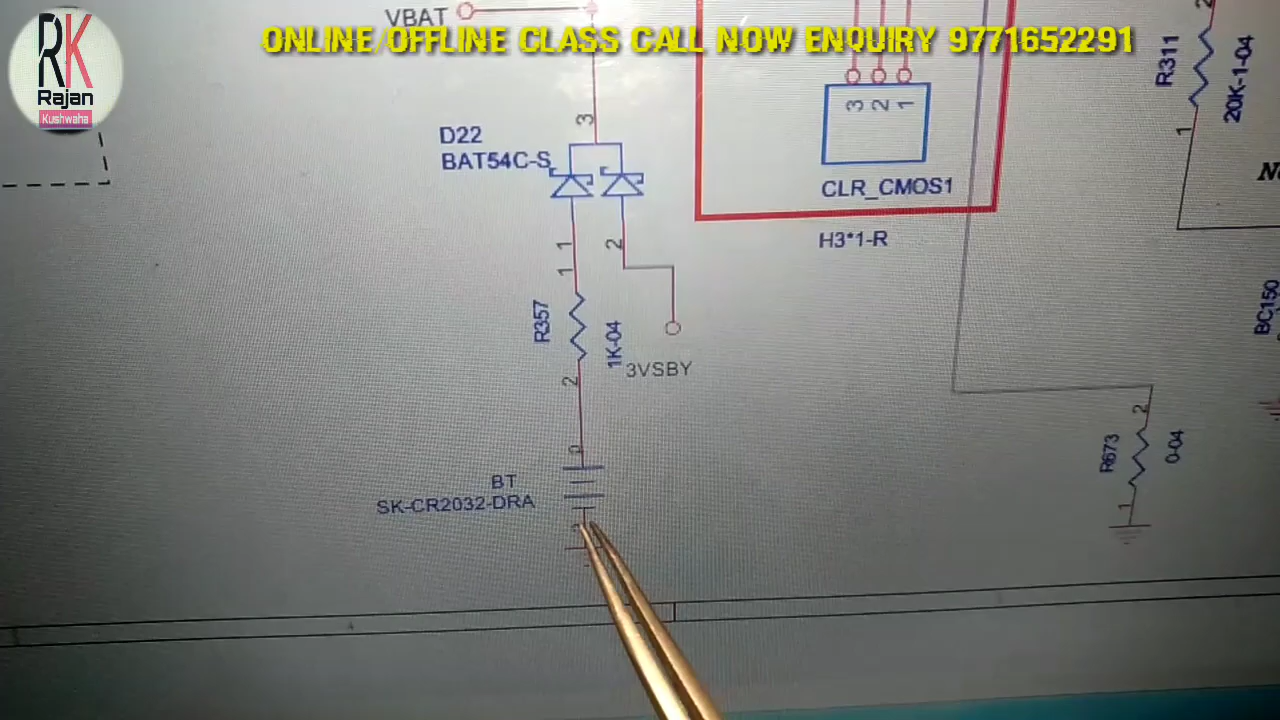 VBAT
RK
Rajan
Kushwaha
ONLINE/OFFLINE CLASS CALL NOW ENQUIRY 9771652291
3
D22
BAT54C-S
1
2
1
R357
1K-04
2
3VSBY
BT
SK-CR2032-DRA
3
2
1
CLR_CMOS1
H3*1-R
2
R311
20K-1-04
1
BC150
2
R673
0-04
1